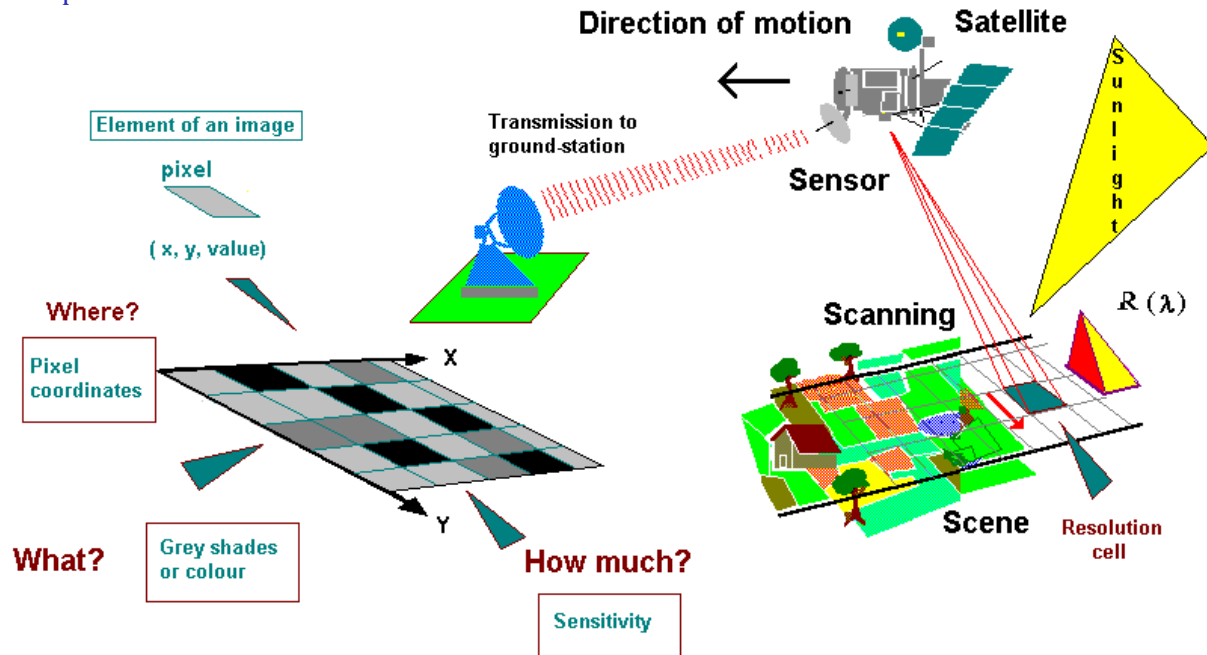 Direction of motion
Satellite
Sunlight
Element of an image
Transmission to
ground-station
pixel
Sensor
( x, y, value)
R (λ)
Where?
Scanning
X
Pixel
coordinates
Y
Scene
What?
Grey shades
or colour
How much?
Resolution
cell
Sensitivity